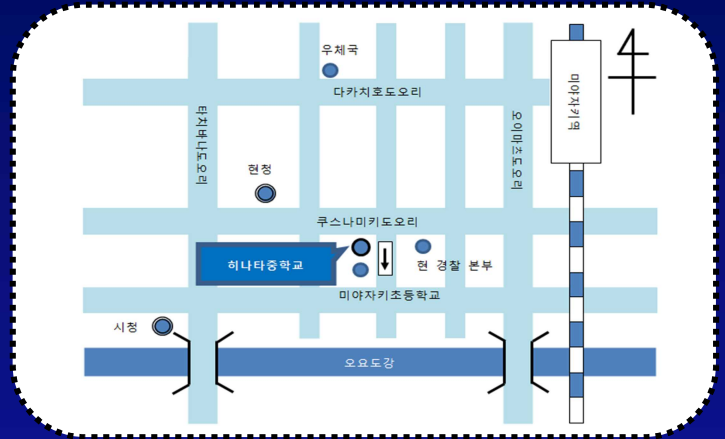 우체국
다카치호도오리
미야자키역
타치바나도오리
오이마츠도오리
현청
쿠스나미키도오리
히나타중학교
현 경찰 본부
미야자키초등학교
시청
오요도강